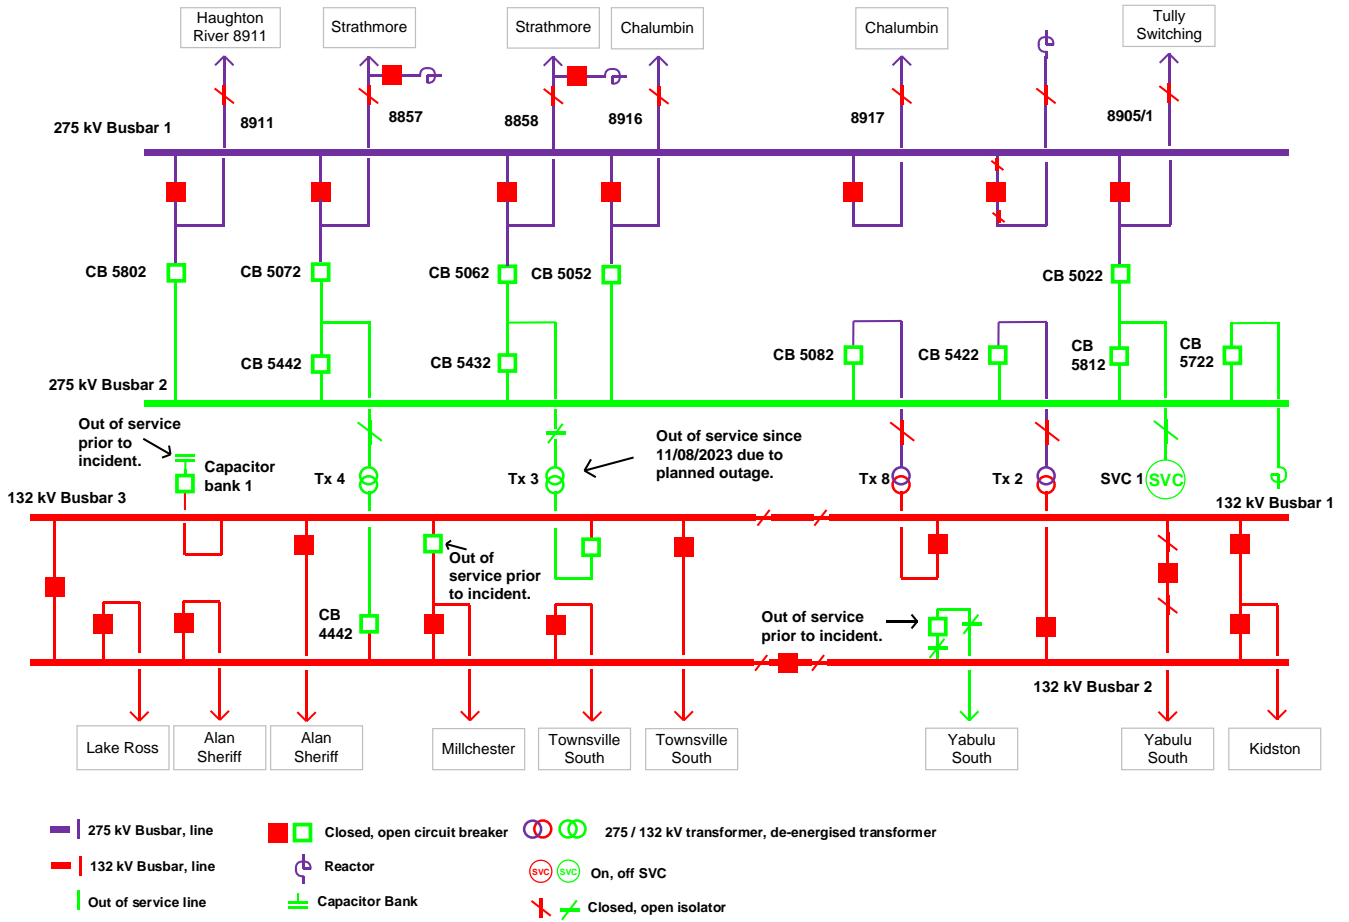 Haughton
River 8911
Strathmore
Strathmore
Chalumbin
Chalumbin
Tully
Switching
8911
8857
8858
8916
8917
8905/1
275 kV Busbar 1
CB 5802
CB 5072
CB 5062
CB 5052
CB 5022
CB 5442
CB 5432
CB 5082
CB 5422
CB
5812
CB
5722
275 kV Busbar 2
Out of service
prior to
incident.
Capacitor
bank 1
Tx 4
Tx 3
Out of service since
11/08/2023 due to
planned outage.
Tx 8
Tx 2
SVC 1
SVC
132 kV Busbar 3
132 kV Busbar 1
Out of
service prior
to incident.
CB
4442
Out of service
prior to incident.
132 kV Busbar 2
Lake Ross
Alan
Sheriff
Alan
Sheriff
Millchester
Townsville
South
Townsville
South
Yabulu
South
Yabulu
South
Kidston
275 kV Busbar, line
Closed, open circuit breaker
275 / 132 kV transformer, de-energised transformer
132 kV Busbar, line
Reactor
SVC
SVC
On, off SVC
Out of service line
Capacitor Bank
Closed, open isolator